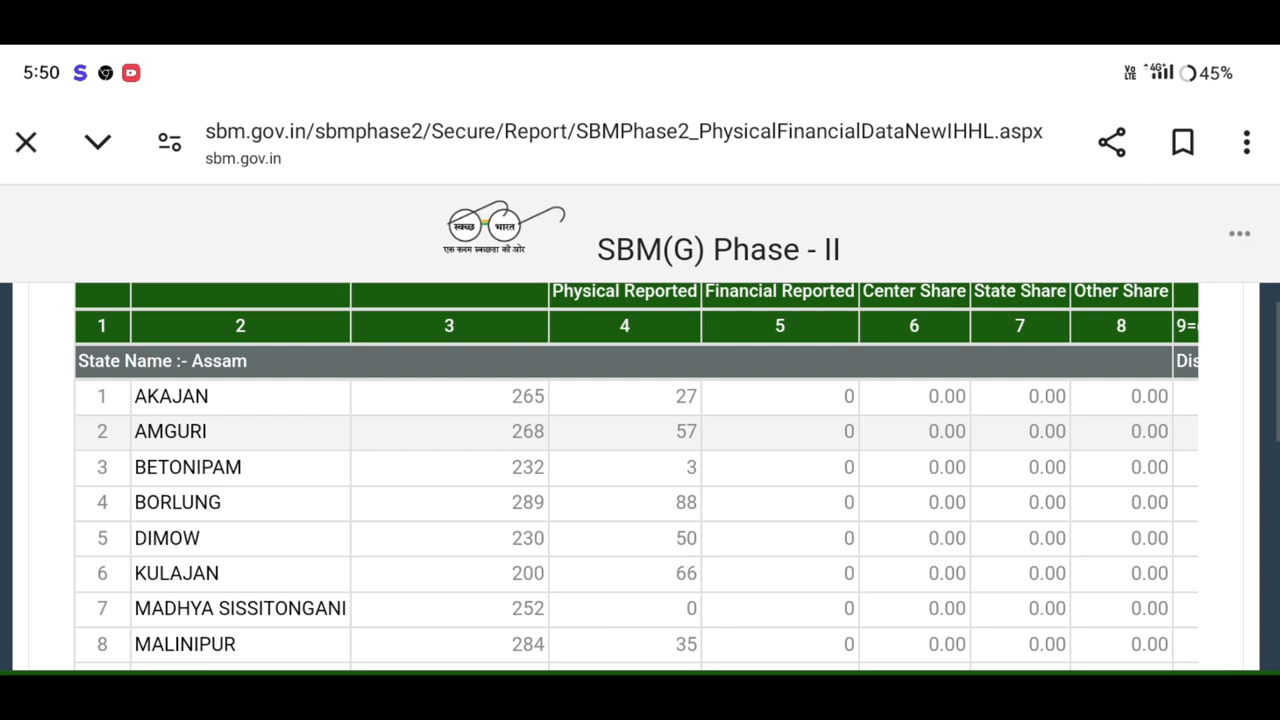 5:50 S Vo LTE 4G+ 45%
sbm.gov.in/sbmphase2/Secure/Report/SBMPhase2_PhysicalFinancialDataNewIHHL.aspx
sbm.gov.in
स्वच्छ भारत
एक कदम स्वच्छता की ओर
SBM(G) Phase - II
Physical Reported Financial Reported Center Share State Share Other Share
1 2 3 4 5 6 7 8 9=
State Name :- Assam Dis
1 AKAJAN 265 27 0 0.00 0.00 0.00
2 AMGURI 268 57 0 0.00 0.00 0.00
3 BETONIPAM 232 3 0 0.00 0.00 0.00
4 BORLUNG 289 88 0 0.00 0.00 0.00
5 DIMOW 230 50 0 0.00 0.00 0.00
6 KULAJAN 200 66 0 0.00 0.00 0.00
7 MADHYA SISSITONGANI 252 0 0 0.00 0.00 0.00
8 MALINIPUR 284 35 0 0.00 0.00 0.00